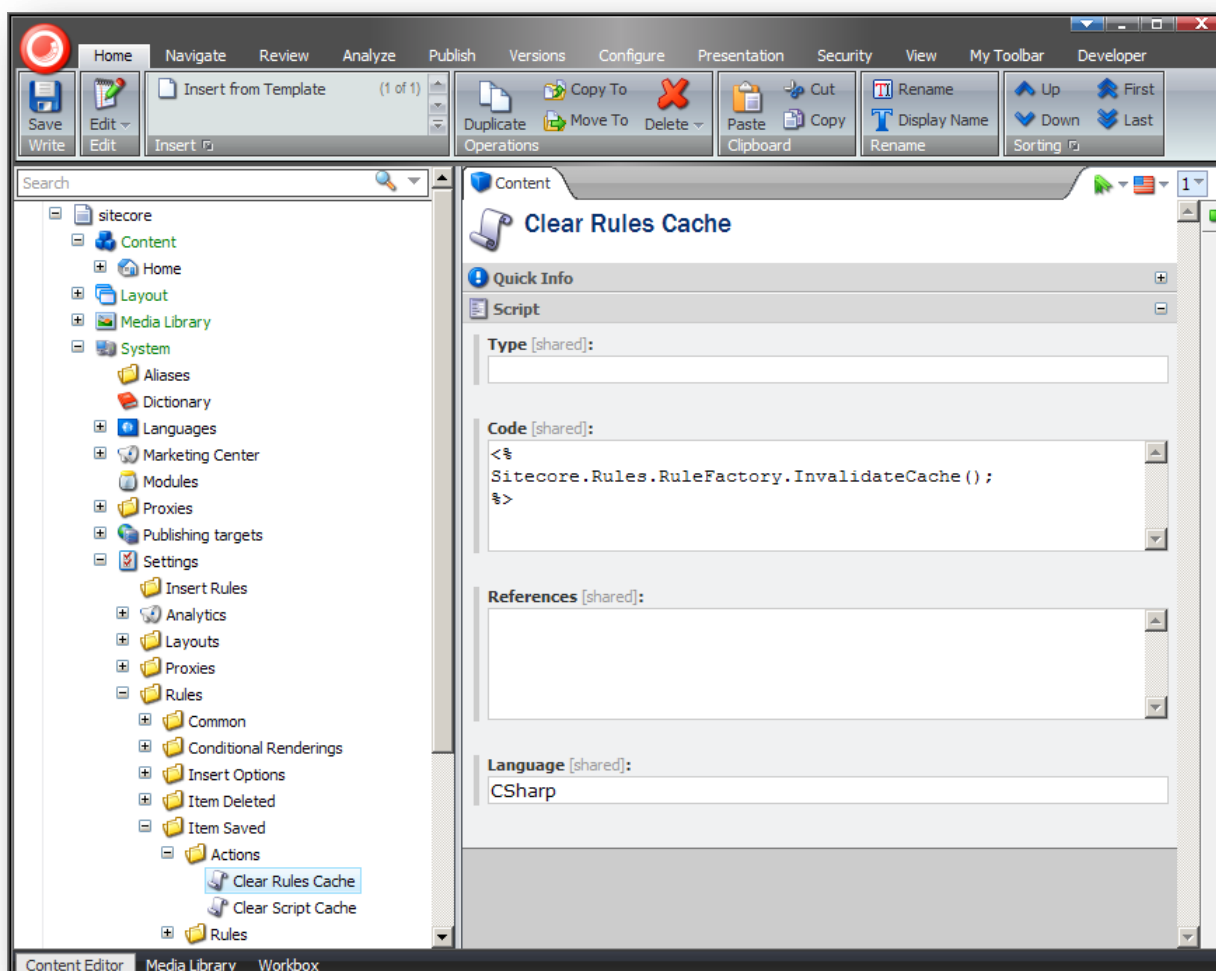 Home Navigate Review Analyze Publish Versions Configure Presentation Security View My Toolbar Developer
Save
Write
Edit
Edit
Insert from Template (1 of 1)
Insert
Duplicate
Copy To
Move To
Delete
Operations
Paste
Cut
Copy
Clipboard
Rename
Display Name
Rename
Up
Down
First
Last
Sorting
Search
sitecore
Content
Home
Layout
Media Library
System
Aliases
Dictionary
Languages
Marketing Center
Modules
Proxies
Publishing targets
Settings
Insert Rules
Analytics
Layouts
Proxies
Rules
Common
Conditional Renderings
Insert Options
Item Deleted
Item Saved
Actions
Clear Rules Cache
Clear Script Cache
Rules
Content
1
Clear Rules Cache
Quick Info
Script
Type [shared]:
Code [shared]:
<%
Sitecore.Rules.RuleFactory.InvalidateCache();
%>
References [shared]:
Language [shared]:
CSharp
Content Editor Media Library Workbox